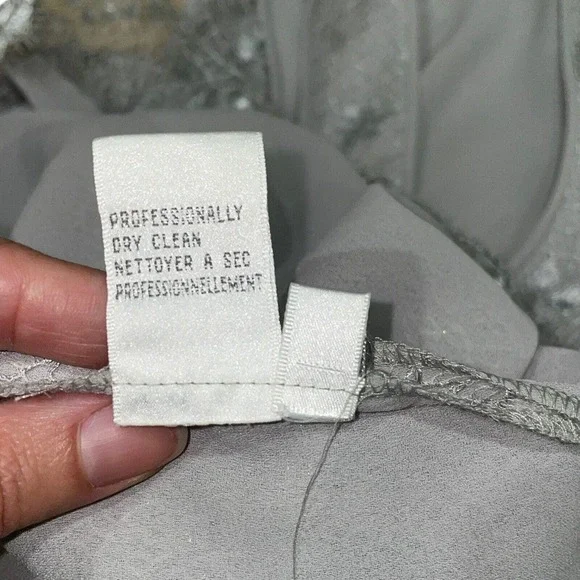 PROFESSIONALLY
DRY CLEAN
NETTOYER A SEC
PROFESSIONNELLEMENT